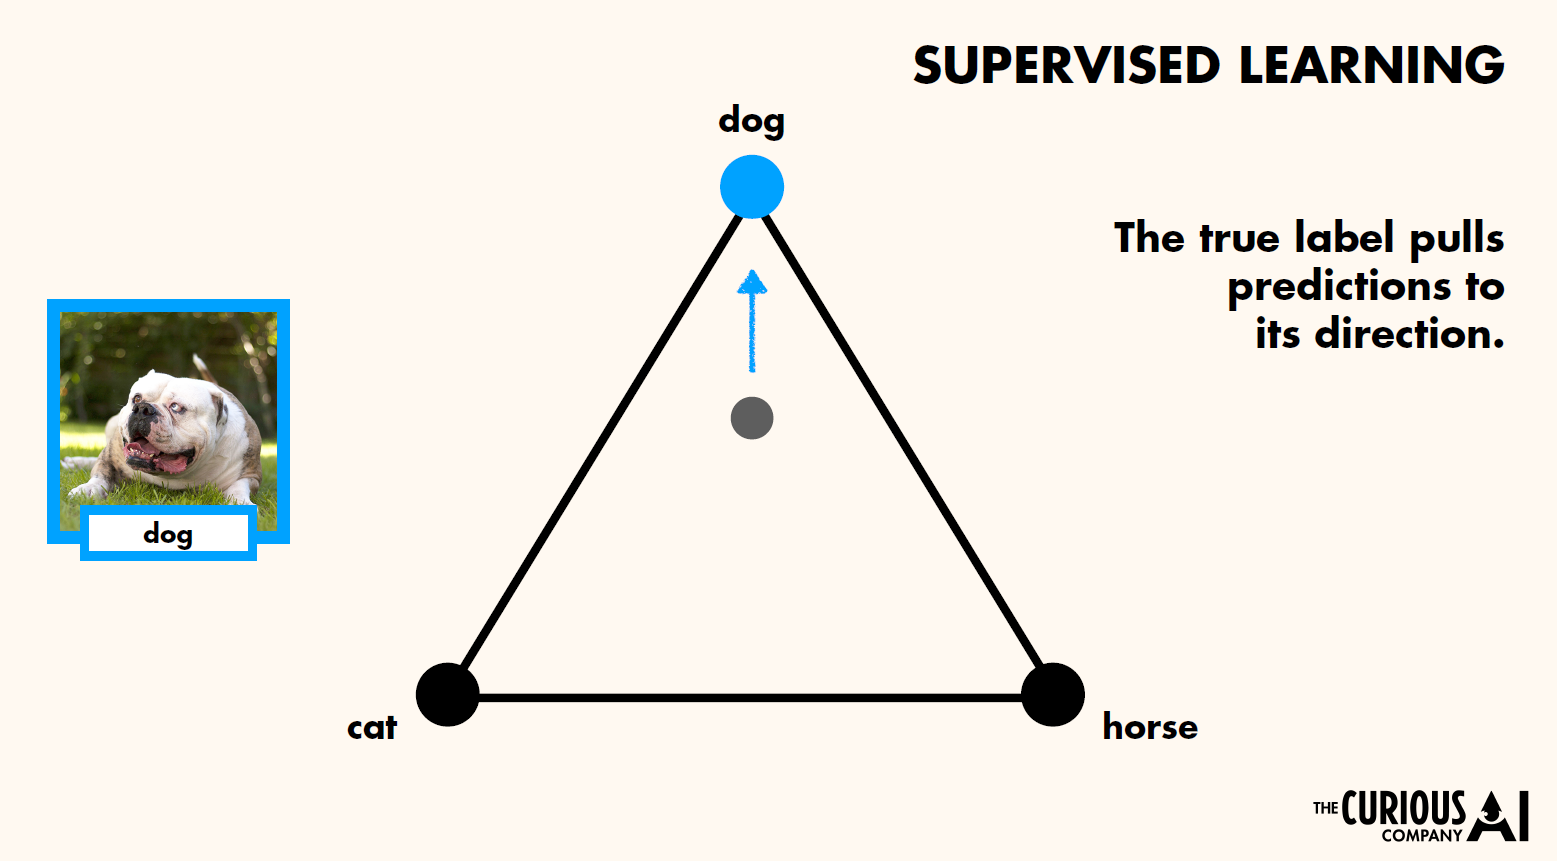 SUPERVISED LEARNING
dog
The true label pulls
predictions to
its direction.
dog
cat
horse
THE CURIOUS AI
COMPANY